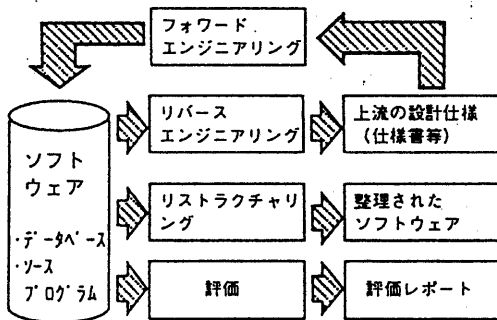 フォワード
エンジニアリング
リバース
エンジニアリング
上流の設計仕様
(仕様書等)
ソフト
ウェア
・データベース
・ソース
プログラム
リストラクチャリ
ング
整理された
ソフトウェア
評価
評価レポート